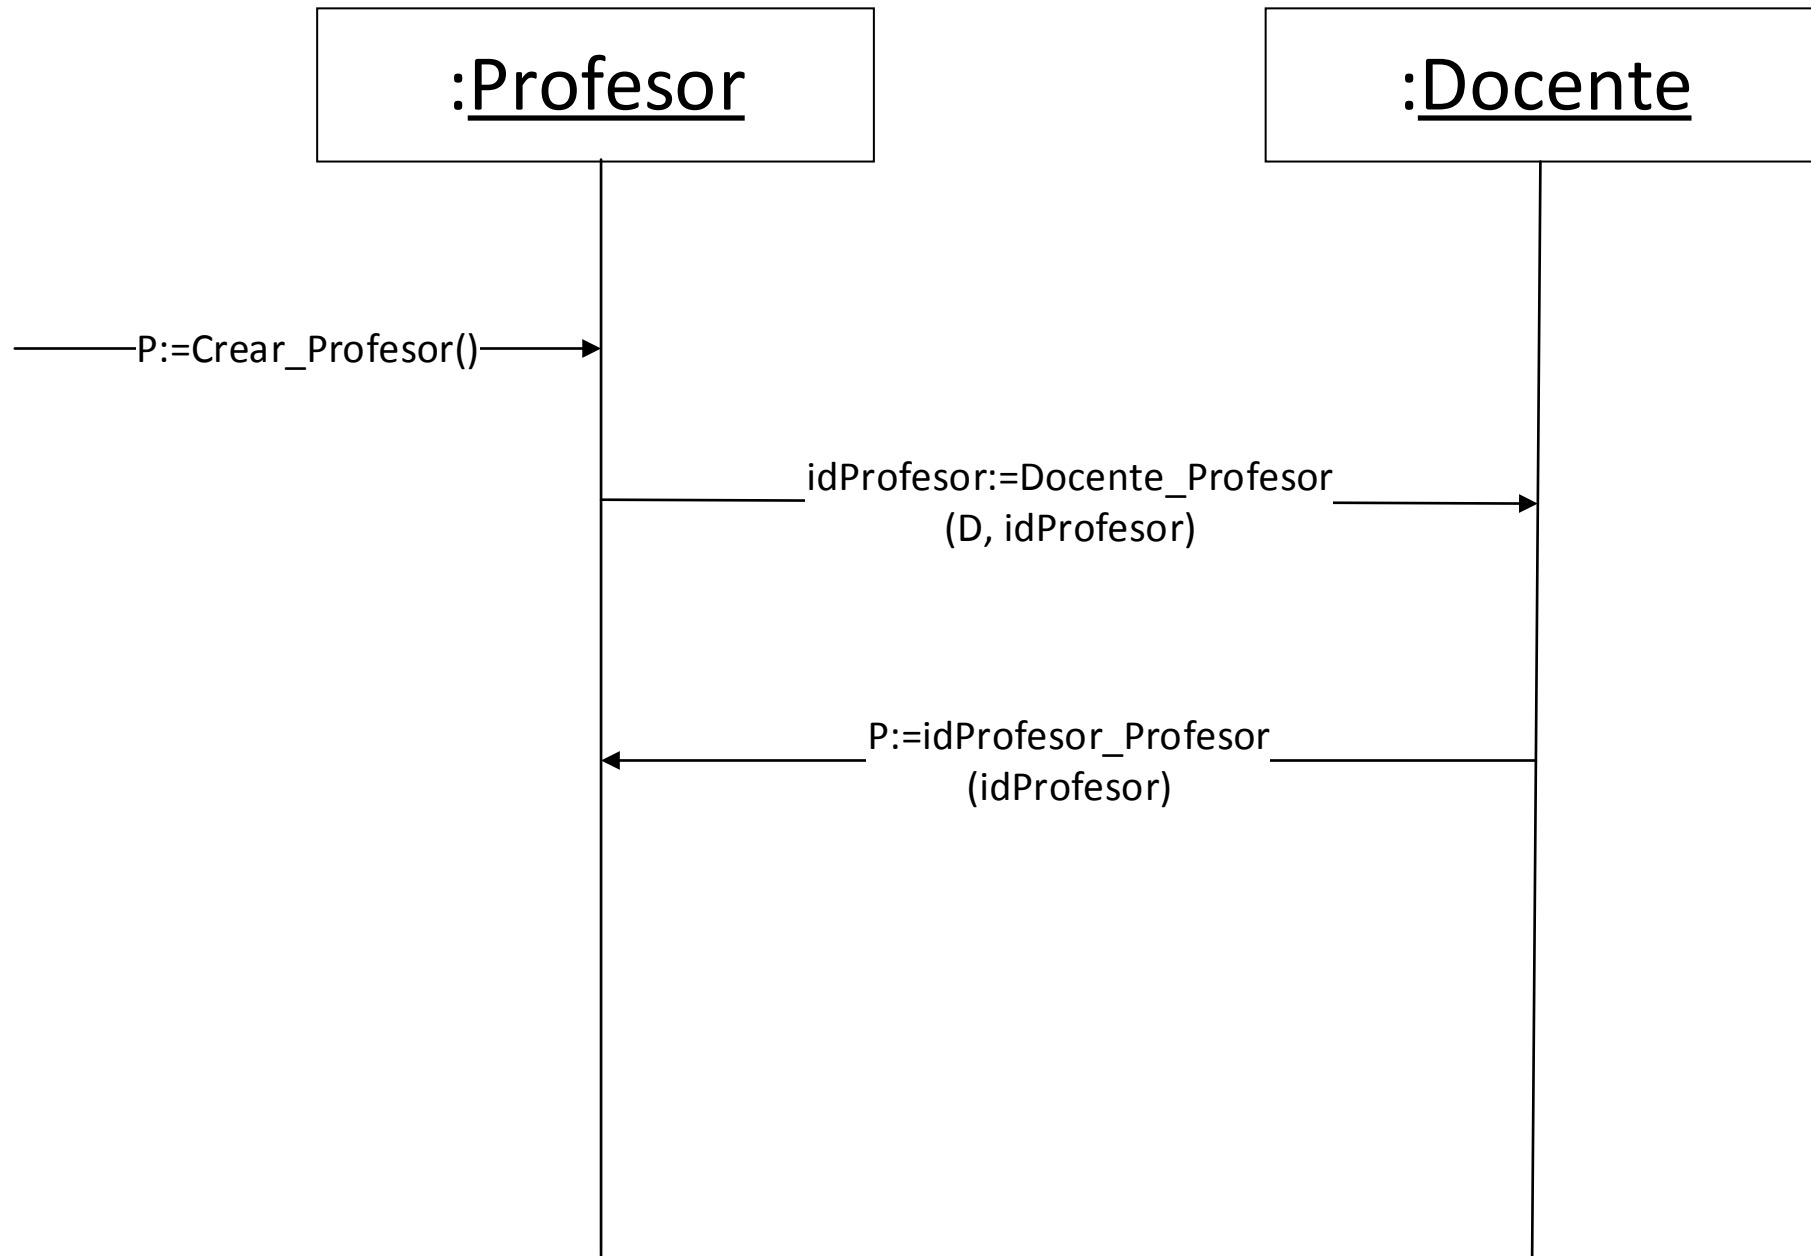 :Profesor
:Docente
P:=Crear_Profesor()
idProfesor:=Docente_Profesor
(D, idProfesor)
P:=idProfesor_Profesor
(idProfesor)